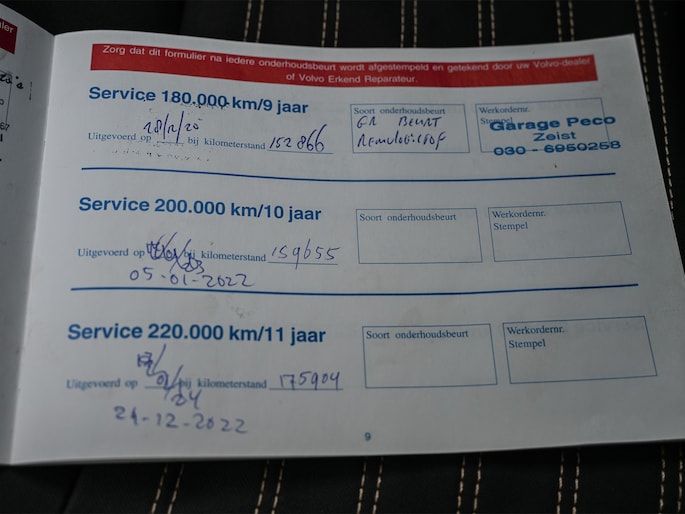 Zorg dat dit formulier na iedere onderhoudsbeurt wordt afgestempeld en getekend door uw Volvo-dealer
of Volvo Erkend Reparateur.
Service 180.000 km/9 jaar
Soort onderhoudsbeurt
GR BEURT
Remvloeistof
Werkordernr.
Stempel
Garage Peco
Zeist
030 - 6950258
Uitgevoerd op bij kilometerstand 152866
Service 200.000 km/10 jaar
Soort onderhoudsbeurt
Werkordernr.
Stempel
Uitgevoerd op bij kilometerstand 159655
05-01-2022
Service 220.000 km/11 jaar
Soort onderhoudsbeurt
Werkordernr.
Stempel
Uitgevoerd op bij kilometerstand 175904
21-12-2022
9